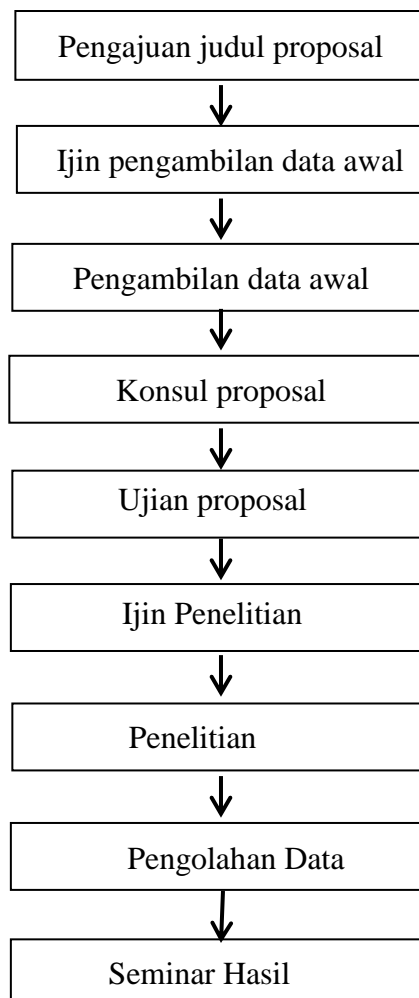 Pengajuan judul proposal
Ijin pengambilan data awal
Pengambilan data awal
Konsul proposal
Ujian proposal
Ijin Penelitian
Penelitian
Pengolahan Data
Seminar Hasil